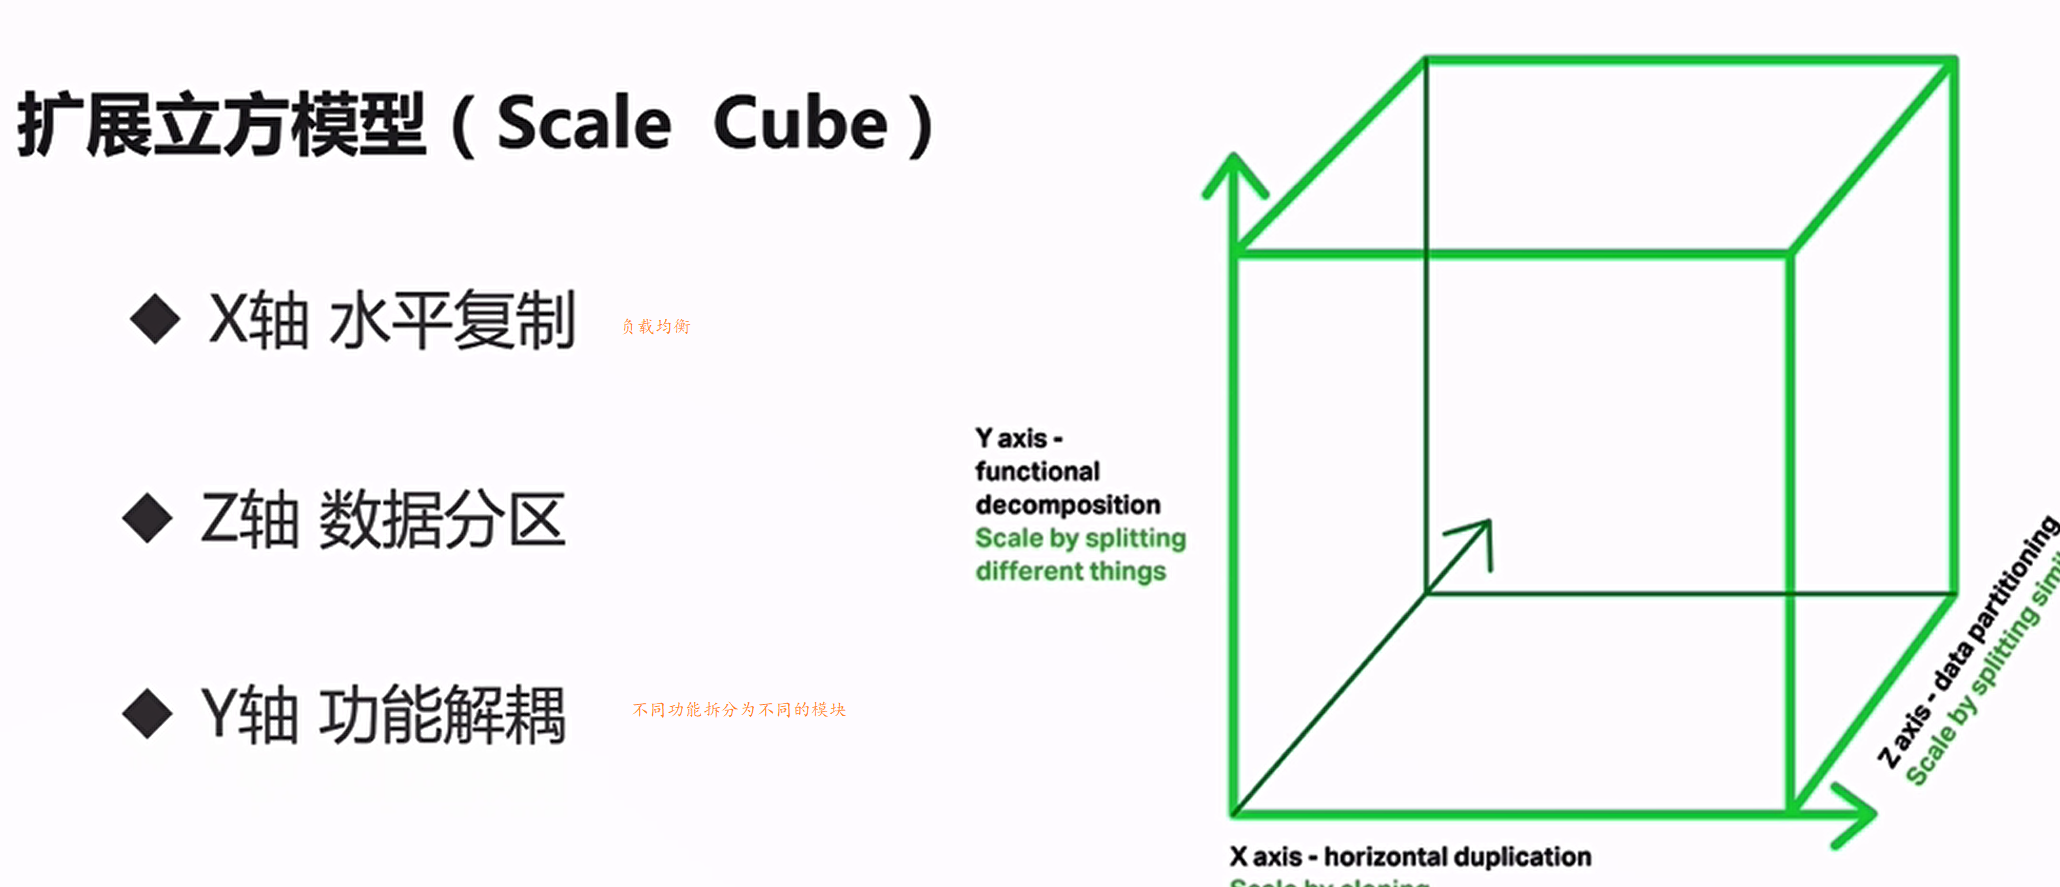 扩展立方模型（Scale Cube）
X轴 水平复制
负载均衡
Z轴 数据分区
Y轴 功能解耦
不同功能拆分为不同的模块
Y axis -
functional
decomposition
Scale by splitting
different things
Z axis - data partitioning
Scale by splitting
X axis - horizontal duplication
Scale by cloning